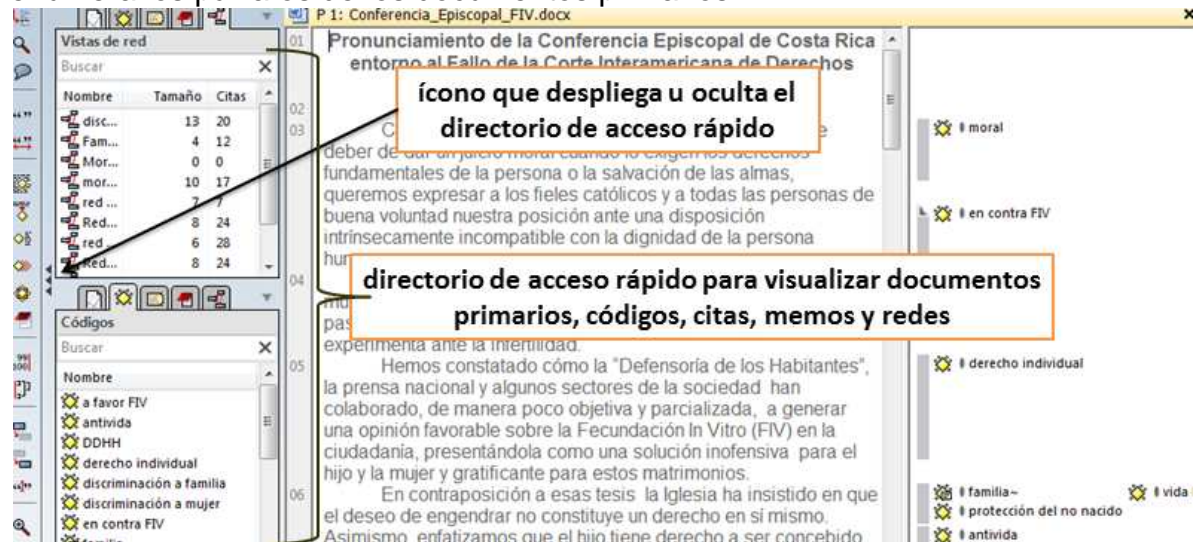 P 1: Conferencia_Episcopal_FIV.docx
Vistas de red
Buscar
Nombre Tamaño Citas
disc... 13 20
Fam... 4 12
Mor... 0 0
mor... 10 17
red ... 7 7
Red... 8 24
red ... 6 28
Red... 8 24
Códigos
Buscar
Nombre
a favor FIV
antivida
DDHH
derecho individual
discriminación a familia
discriminación a mujer
en contra FIV
01
Pronunciamiento de la Conferencia Episcopal de Costa Rica
entorno al Fallo de la Corte Interamericana de Derechos
ícono que despliega u oculta el
directorio de acceso rápido
02
03
deber de dar un juicio moral cuando lo exigen los derechos
fundamentales de la persona o la salvación de las almas,
queremos expresar a los fieles católicos y a todas las personas de
buena voluntad nuestra posición ante una disposición
intrínsecamente incompatible con la dignidad de la persona
04
directorio de acceso rápido para visualizar documentos
primarios, códigos, citas, memos y redes
experimenta ante la infertilidad.
05
Hemos constatado cómo la "Defensoría de los Habitantes",
la prensa nacional y algunos sectores de la sociedad han
colaborado, de manera poco objetiva y parcializada, a generar
una opinión favorable sobre la Fecundación In Vitro (FIV) en la
ciudadanía, presentándola como una solución inofensiva para el
hijo y la mujer y gratificante para estos matrimonios.
06
En contraposición a esas tesis la Iglesia ha insistido en que
el deseo de engendrar no constituye un derecho en sí mismo.
Asimismo, enfatizamos que el hijo tiene derecho a ser concebido
moral
en contra FIV
derecho individual
familia~ vida
protección del no nacido
antivida